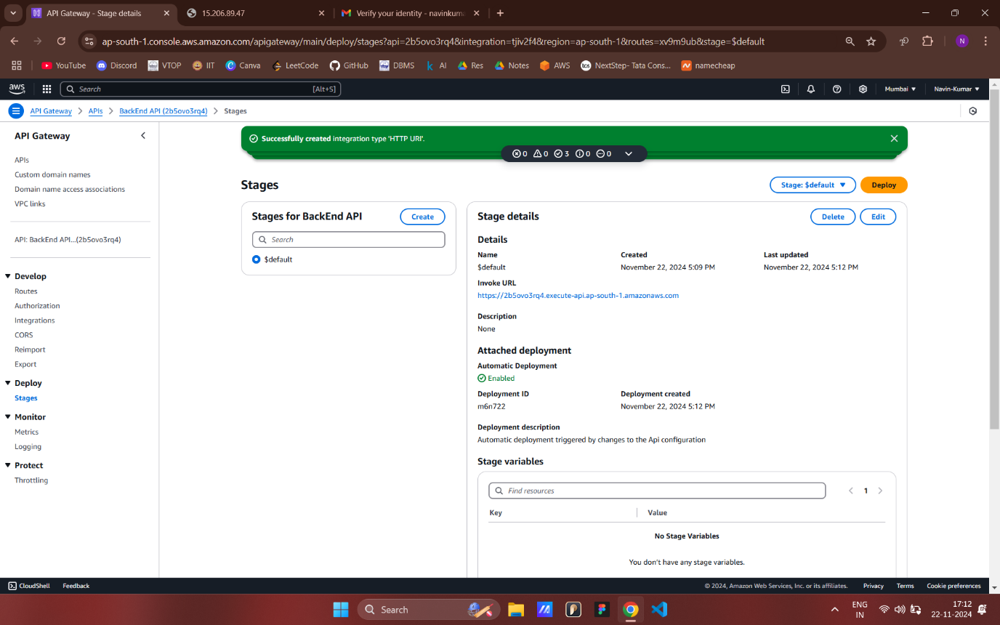 API Gateway - Stage details
15.206.89.47
Verify your identity - navinkuma
ap-south-1.console.aws.amazon.com/apigateway/main/deploy/stages?api=2b5ovo3rq4&integration=tjiv2f4&region=ap-south-1&routes=xv9m9ub&stage=$default
N
YouTube
Discord
VTOP
IIT
Canva
LeetCode
GitHub
DBMS
AI
Res
Notes
AWS
NextStep- Tata Cons...
namecheap
aws
Search
[Alt+S]
Mumbai
Navin-Kumar
API Gateway
APIs
BackEnd API (2b5ovo3rq4)
Stages
API Gateway
APIs
Custom domain names
Domain name access associations
VPC links
API: BackEnd API...(2b5ovo3rq4)
Develop
Routes
Authorization
Integrations
CORS
Reimport
Export
Deploy
Stages
Monitor
Metrics
Logging
Protect
Throttling
Successfully created integration type 'HTTP URI'.
0 0 3 0 0
Stages
Stage: $default
Deploy
Stages for BackEnd API
Create
Search
$default
Stage details
Delete
Edit
Details
Name
$default
Created
November 22, 2024 5:09 PM
Last updated
November 22, 2024 5:12 PM
Invoke URL
https://2b5ovo3rq4.execute-api.ap-south-1.amazonaws.com
Description
None
Attached deployment
Automatic Deployment
Enabled
Deployment ID
m6n722
Deployment created
November 22, 2024 5:12 PM
Deployment description
Automatic deployment triggered by changes to the Api configuration
Stage variables
Find resources
1
Key
Value
No Stage Variables
You don't have any stage variables.
CloudShell
Feedback
© 2024, Amazon Web Services, Inc. or its affiliates.
Privacy
Terms
Cookie preferences
Search
ENG
IN
17:12
22-11-2024